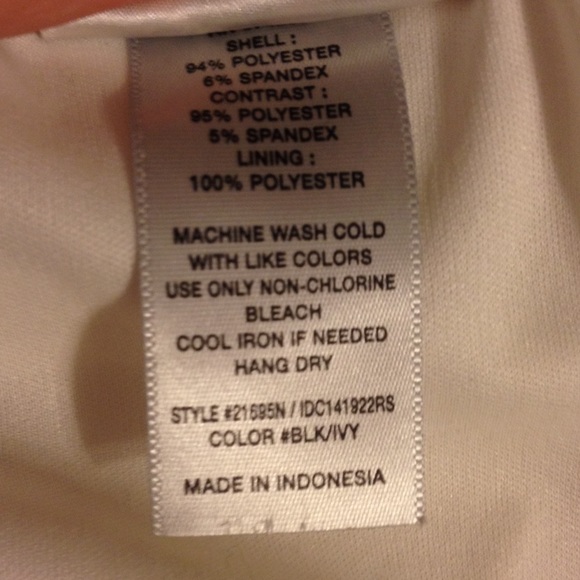 SHELL :
94% POLYESTER
6% SPANDEX
CONTRAST :
95% POLYESTER
5% SPANDEX
LINING :
100% POLYESTER
MACHINE WASH COLD
WITH LIKE COLORS
USE ONLY NON-CHLORINE
BLEACH
COOL IRON IF NEEDED
HANG DRY
STYLE #21695N / IDC141922RS
COLOR #BLK/IVY
MADE IN INDONESIA